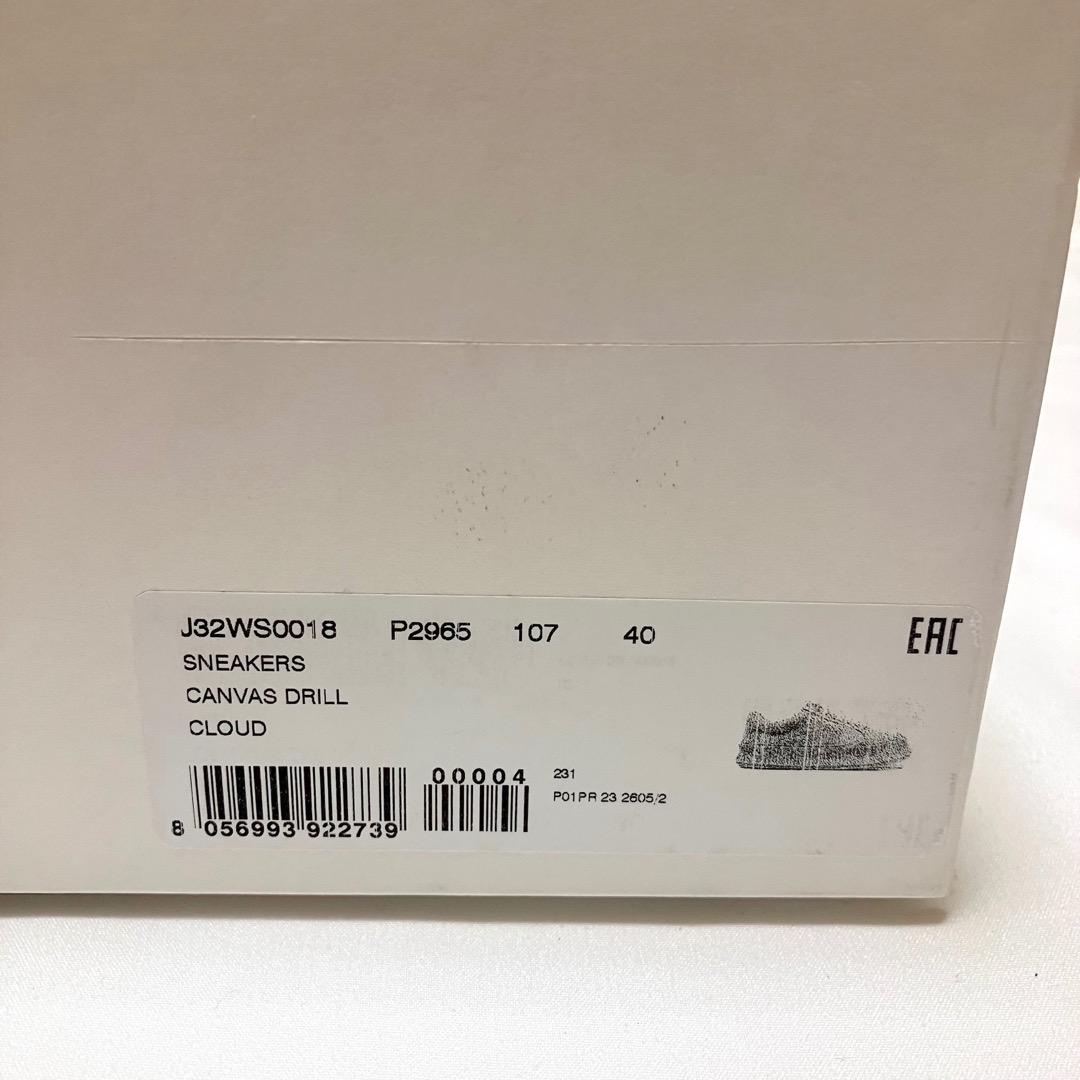 J32WS0018 P2965 107 40 EAC
SNEAKERS
CANVAS DRILL
CLOUD
00004 231
P01PR 23 2605/2
8 056993 922739